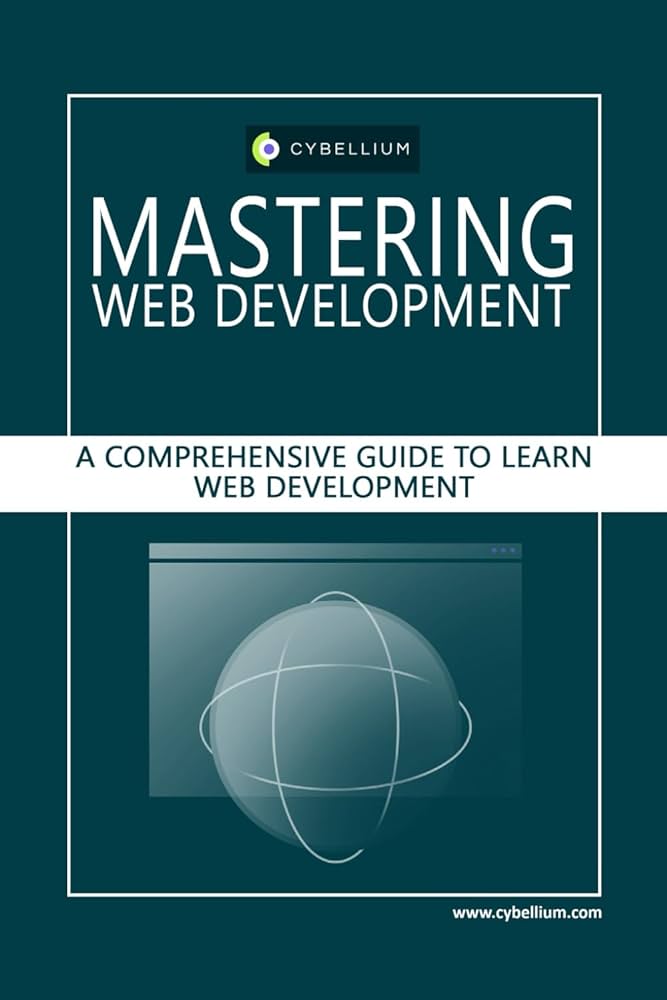 CYBELLIUM
MASTERING
WEB DEVELOPMENT
A COMPREHENSIVE GUIDE TO LEARN
WEB DEVELOPMENT
www.cybellium.com